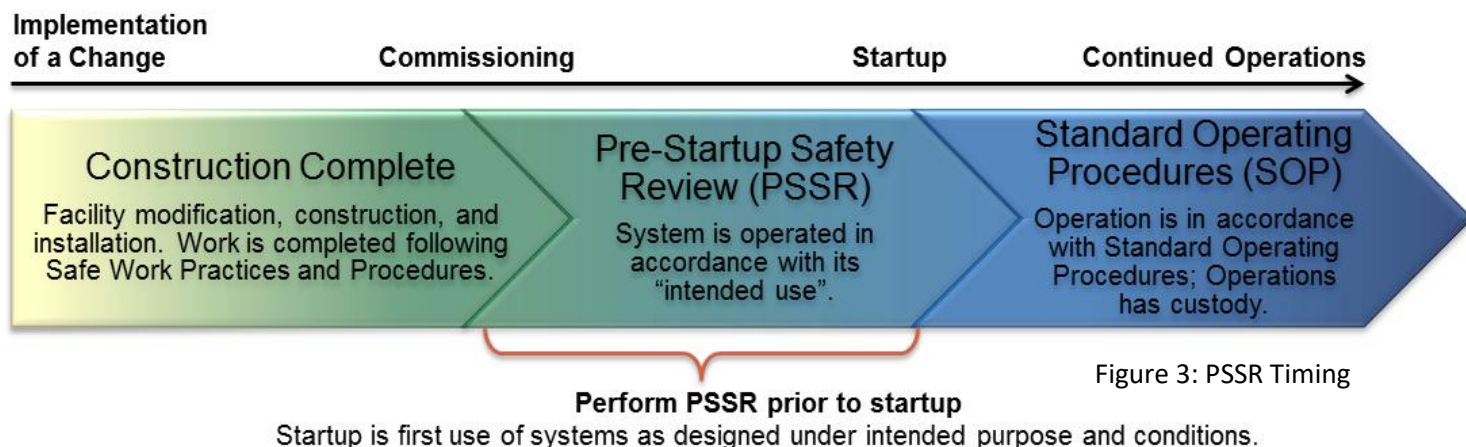 Implementation
of a Change
Commissioning
Startup
Continued Operations
Construction Complete
Facility modification, construction, and
installation. Work is completed following
Safe Work Practices and Procedures.
Pre-Startup Safety
Review (PSSR)
System is operated in
accordance with its
“intended use”.
Standard Operating
Procedures (SOP)
Operation is in accordance
with Standard Operating
Procedures; Operations
has custody.
Figure 3: PSSR Timing
Perform PSSR prior to startup
Startup is first use of systems as designed under intended purpose and conditions.